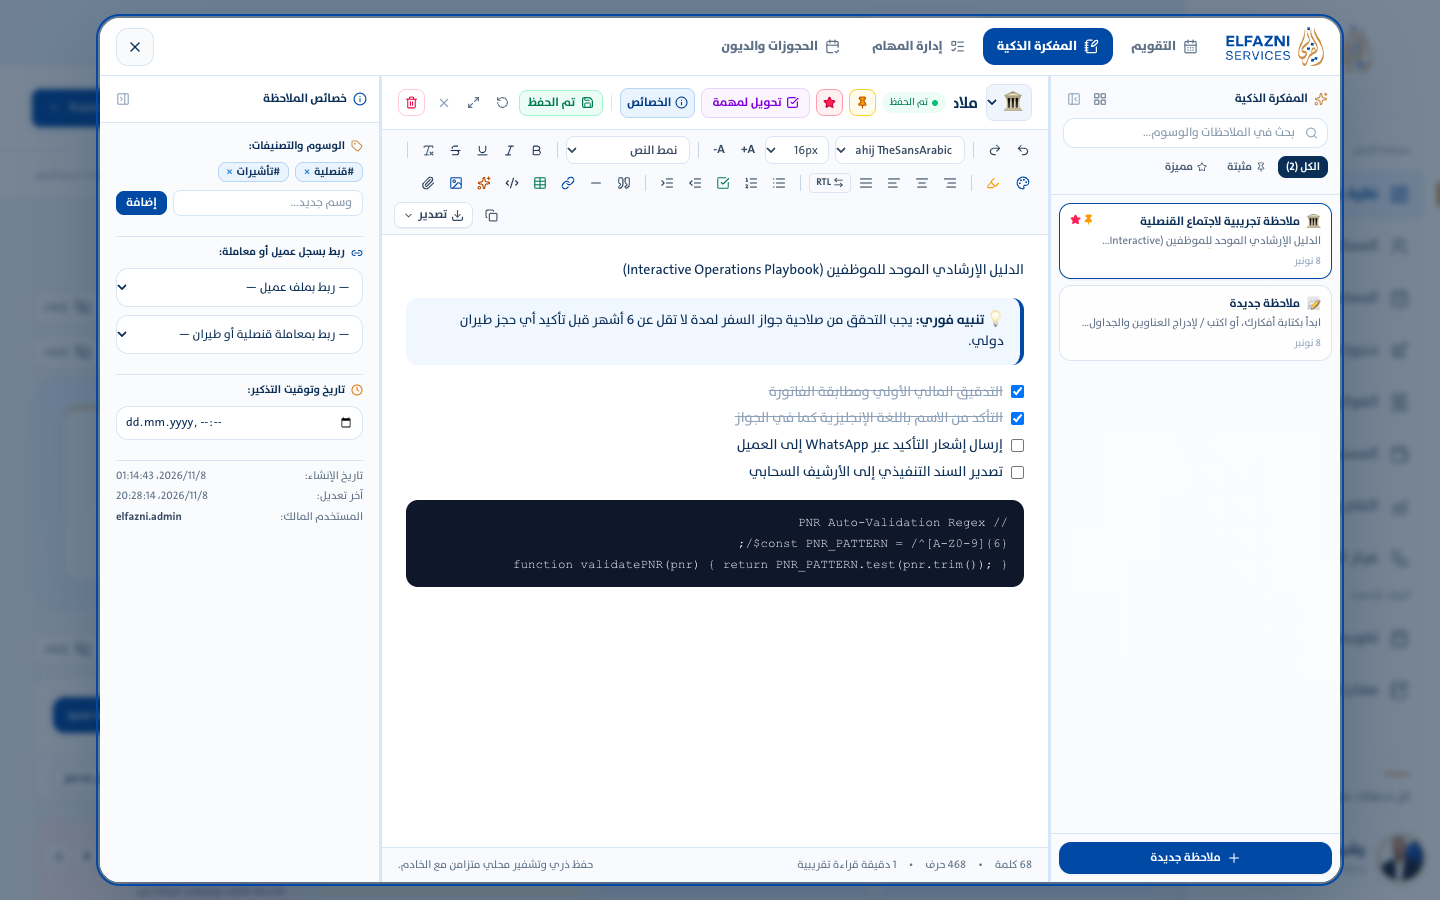 ELFAZNI
SERVICES
التقويم
المفكرة الذكية
إدارة المهام
الحجوزات والديون
المفكرة الذكية
بحث في الملاحظات والوسوم...
الكل (2)
مثبتة
مميزة
ملاحظة تجريبية لاجتماع القنصلية
الدليل الإرشادي الموحد للموظفين (Interactive...
8 نونبر
ملاحظة جديدة
ابدأ بكتابة أفكارك، أو اكتب / لإدراج العناوين والجداول...
8 نونبر
ملاحظة جديدة
ملاح
تم الحفظ
تحويل لمهمة
الخصائص
تم الحفظ
ahij TheSansArabic
16px
A+
A-
نمط النص
B I U S Tx
RTL
تصدير
الدليل الإرشادي الموحد للموظفين (Interactive Operations Playbook)
💡 تنبيه فوري: يجب التحقق من صلاحية جواز السفر لمدة لا تقل عن 6 أشهر قبل تأكيد أي حجز طيران
دولي.
التدقيق المالي الأولي ومطابقة الفاتورة
التأكد من الاسم باللغة الإنجليزية كما في الجواز
إرسال إشعار التأكيد عبر WhatsApp إلى العميل
تصدير السند التنفيذي إلى الأرشيف السحابي
// PNR Auto-Validation Regex
const PNR_PATTERN = /^[A-Z0-9]{6}$/;
function validatePNR(pnr) { return PNR_PATTERN.test(pnr.trim()); }
68 كلمة • 468 حرف • 1 دقيقة قراءة تقريبية
حفظ ذري وتشفير محلي متزامن مع الخادم.
خصائص الملاحظة
الوسوم والتصنيفات:
#قنصلية ×
#تأشيرات ×
وسم جديد...
إضافة
ربط بسجل عميل أو معاملة:
— ربط بملف عميل —
— ربط بمعاملة قنصلية أو طيران —
تاريخ وتوقيت التذكير:
dd.mm.yyyy, --:--
تاريخ الإنشاء: 2026/11/8، 01:14:43
آخر تعديل: 2026/11/8، 20:28:14
المستخدم المالك: elfazni.admin